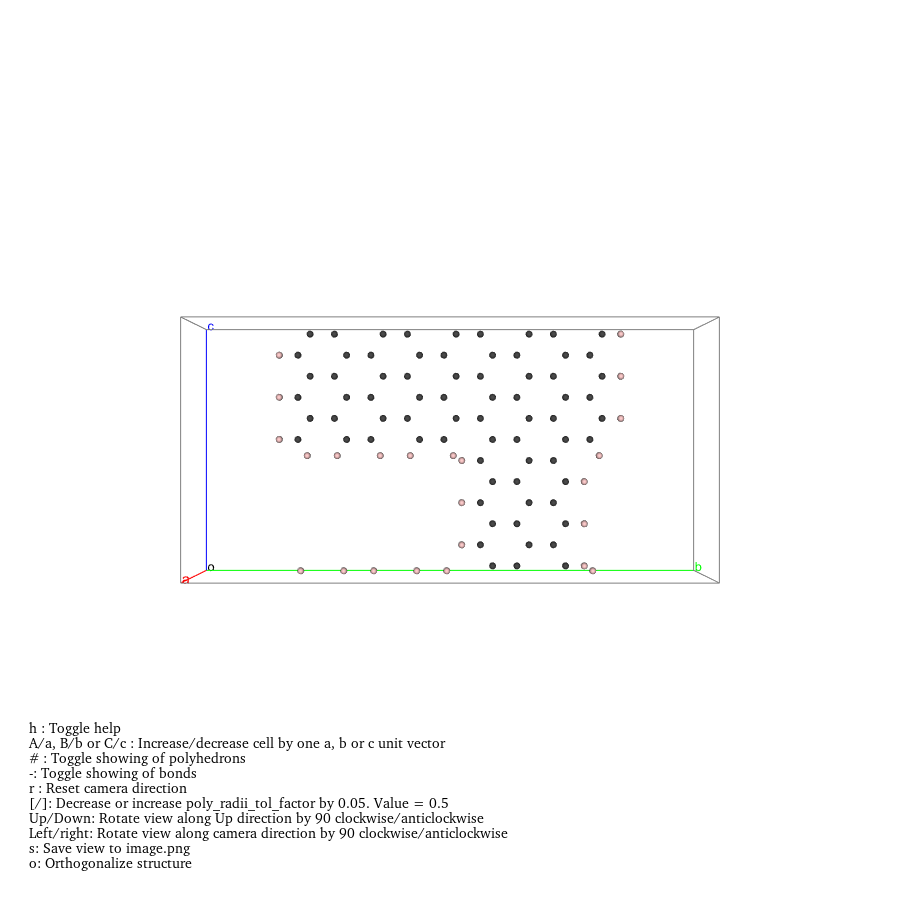 c
o
b
a
h : Toggle help
A/a, B/b or C/c : Increase/decrease cell by one a, b or c unit vector
# : Toggle showing of polyhedrons
-: Toggle showing of bonds
r : Reset camera direction
[/]: Decrease or increase poly_radii_tol_factor by 0.05. Value = 0.5
Up/Down: Rotate view along Up direction by 90 clockwise/anticlockwise
Left/right: Rotate view along camera direction by 90 clockwise/anticlockwise
s: Save view to image.png
o: Orthogonalize structure